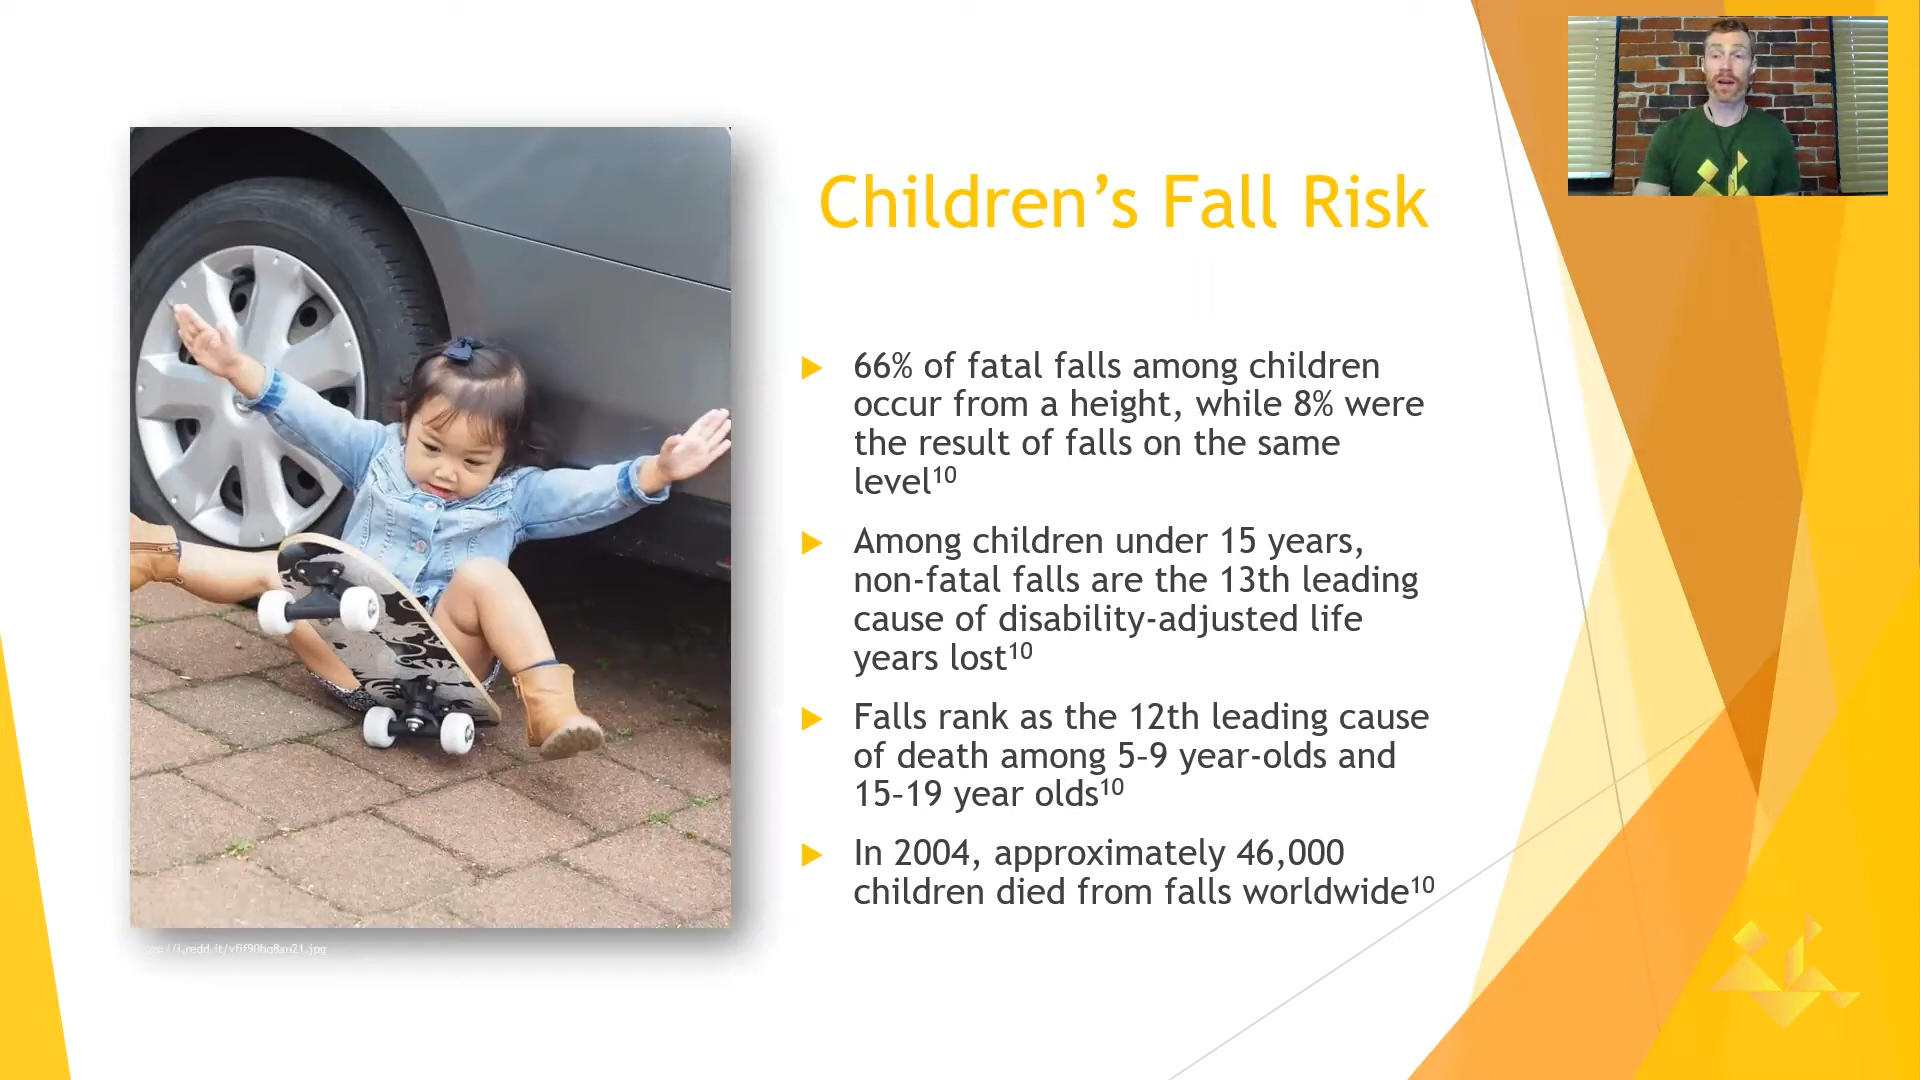 Children’s Fall Risk
66% of fatal falls among children
occur from a height, while 8% were
the result of falls on the same
level¹⁰
Among children under 15 years,
non-fatal falls are the 13th leading
cause of disability-adjusted life
years lost¹⁰
Falls rank as the 12th leading cause
of death among 5–9 year-olds and
15–19 year olds¹⁰
In 2004, approximately 46,000
children died from falls worldwide¹⁰